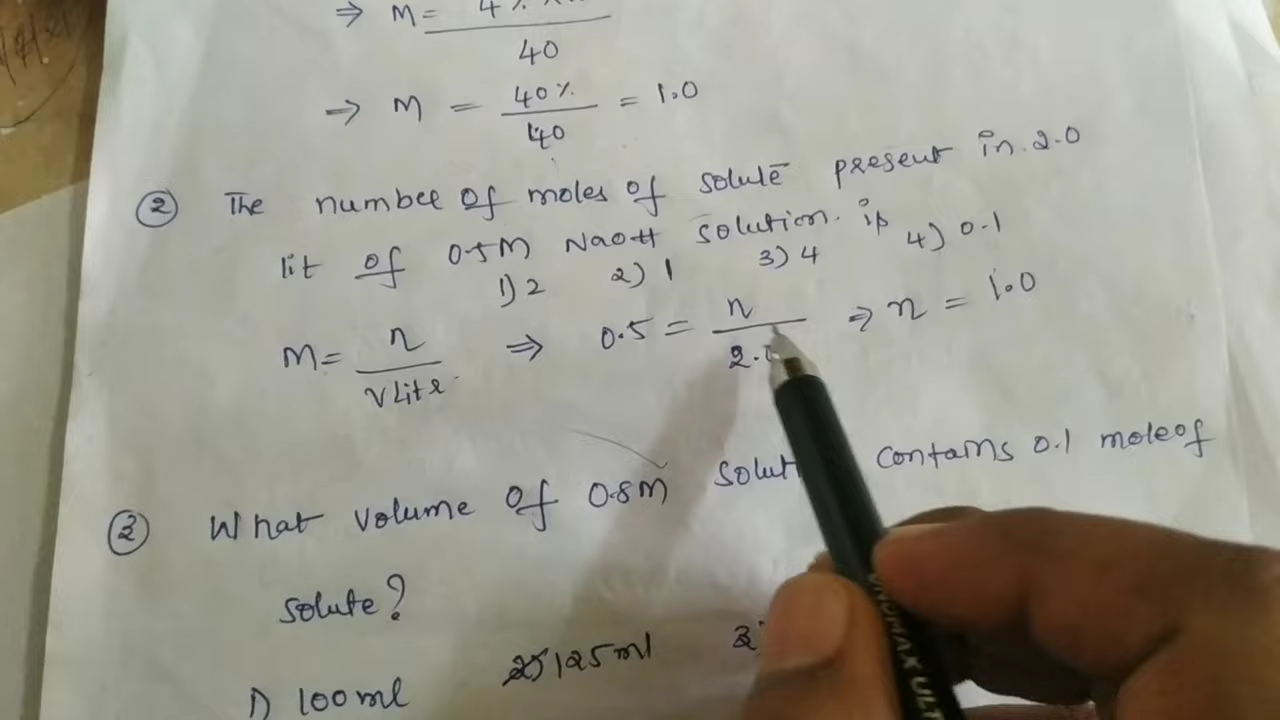 ⇒ M =
40
⇒ M = 40% / 40 = 1.0
② The number of moles of solute present in 2.0
lit of 0.5M NaOH solution. is
1) 2 2) 1 3) 4 4) 0.1
M = n / V Litr ⇒ 0.5 = n / 2. ⇒ n = 1.0
② What volume of 0.8M contains 0.1 mole of
solute?
1) 100 ml 2) 125 ml